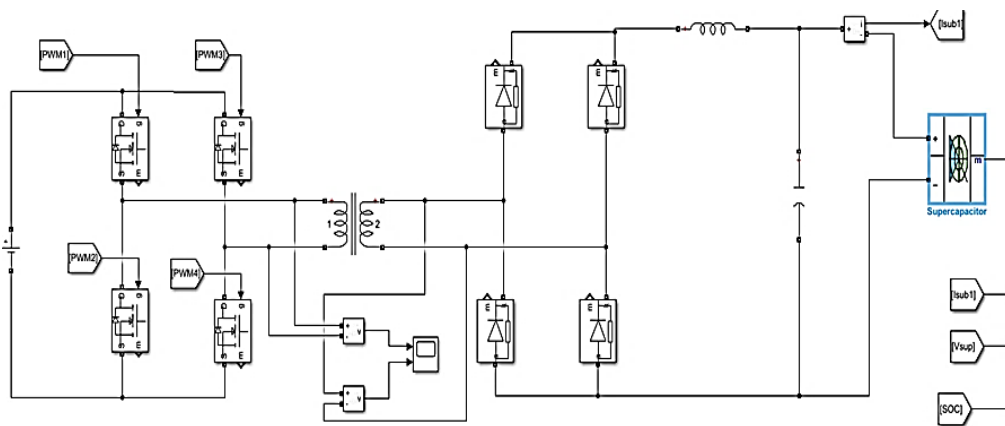 [PWM1]
[PWM3]
[Isub1]
i
+
-
g
D
S
m
g
D
S
m
m
m
+
m
-
Supercapacitor
1
2
[PWM2]
[PWM4]
g
D
S
m
g
D
S
m
m
m
+
v
-
+
v
-
[Isub1]
[Vsup]
[SOC]